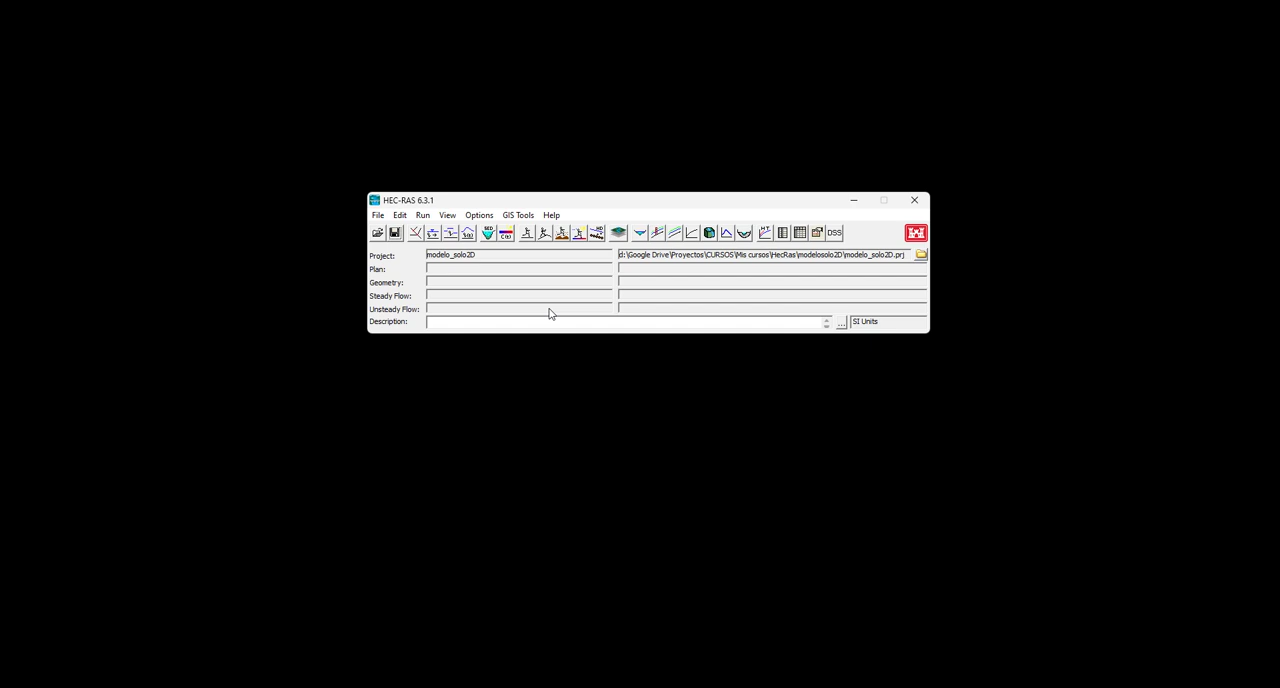 HEC-RAS 6.3.1
File Edit Run View Options GIS Tools Help
DSS
Project: modelo_solo2D d:\Google Drive\Proyectos\CURSOS\Mis cursos\HecRas\modelosolo2D\modelo_solo2D.prj
Plan:
Geometry:
Steady Flow:
Unsteady Flow:
Description: ... SI Units